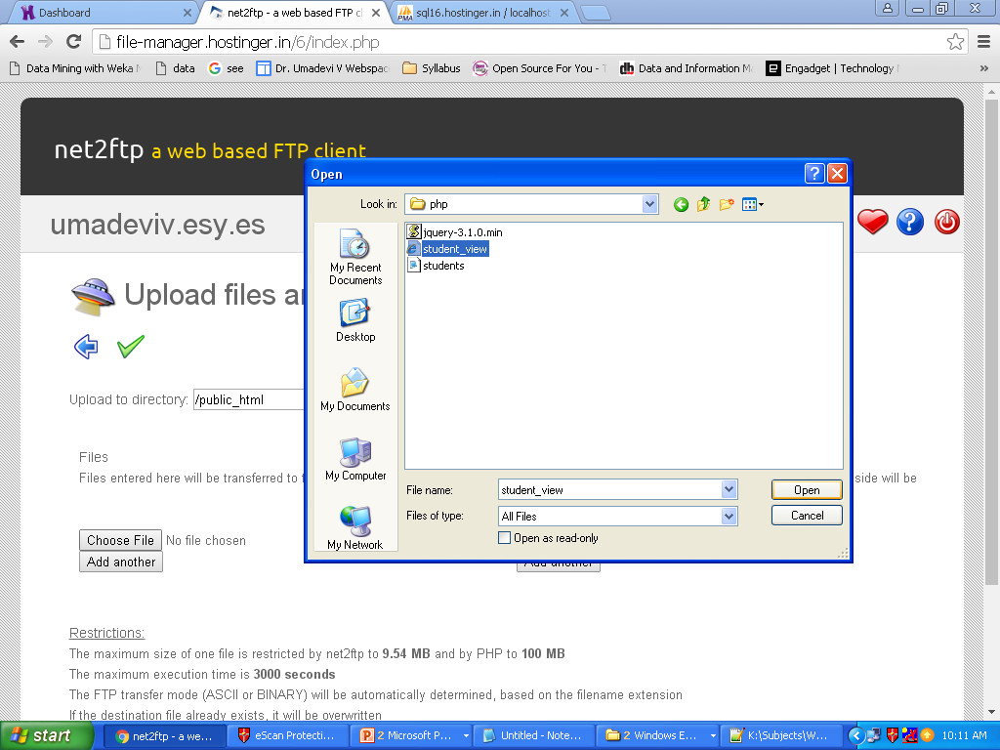 Dashboard
net2ftp - a web based FTP cl
sql16.hostinger.in / localhost
file-manager.hostinger.in/6/index.php
Data Mining with Weka
data
see
Dr. Umadevi V Webspac
Syllabus
Open Source For You - T
Data and Information M
Engadget | Technology
»
net2ftp a web based FTP client
umadeviv.esy.es
Upload files a
Upload to directory: /public_html
Files
Files entered here will be transferred to
side will be
Choose File No file chosen
Add another
Add another
Restrictions:
The maximum size of one file is restricted by net2ftp to 9.54 MB and by PHP to 100 MB
The maximum execution time is 3000 seconds
The FTP transfer mode (ASCII or BINARY) will be automatically determined, based on the filename extension
If the destination file already exists, it will be overwritten
Open
Look in: php
My Recent
Documents
Desktop
My Documents
My Computer
My Network
jquery-3.1.0.min
student_view
students
File name: student_view
Open
Files of type: All Files
Cancel
Open as read-only
start
net2ftp - a we...
eScan Protecti...
2 Microsoft P...
Untitled - Note...
2 Windows E...
K:\Subjects\W...
10:11 AM